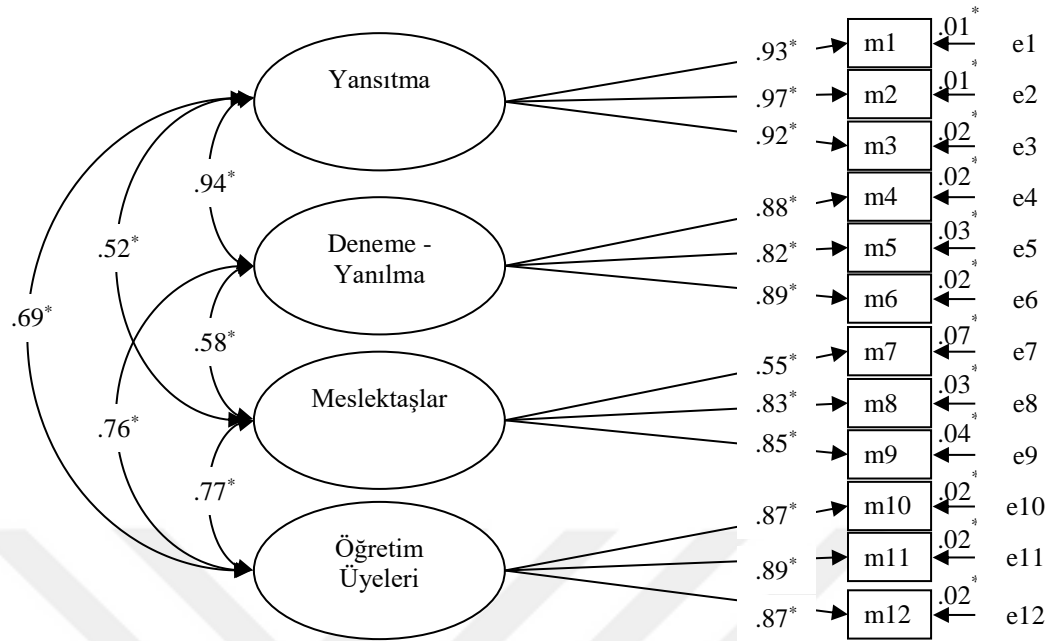 .93* m1 .01* e1
Yansıtma
.97* m2 .01* e2
.92* m3 .02* e3
.94*
.88* m4 .02* e4
.52*
Deneme -
Yanılma
.82* m5 .03* e5
.89* m6 .02* e6
.69*
.58*
.55* m7 .07* e7
Meslektaşlar
.83* m8 .03* e8
.76*
.85* m9 .04* e9
.77*
.87* m10 .02* e10
Öğretim
Üyeleri
.89* m11 .02* e11
.87* m12 .02* e12